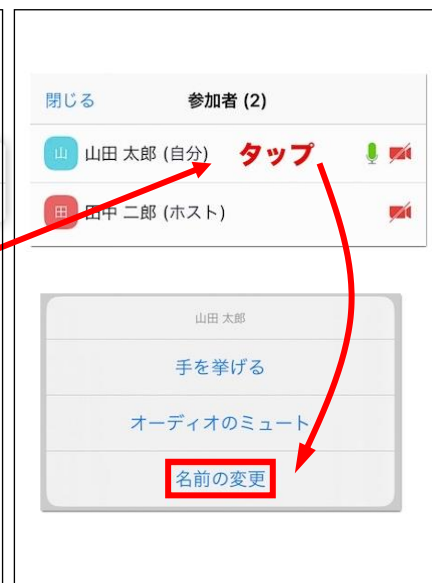 閉じる 参加者 (2)
山 山田 太郎 (自分) タップ
田 田中 二郎 (ホスト)
山田 太郎
手を挙げる
オーディオのミュート
名前の変更